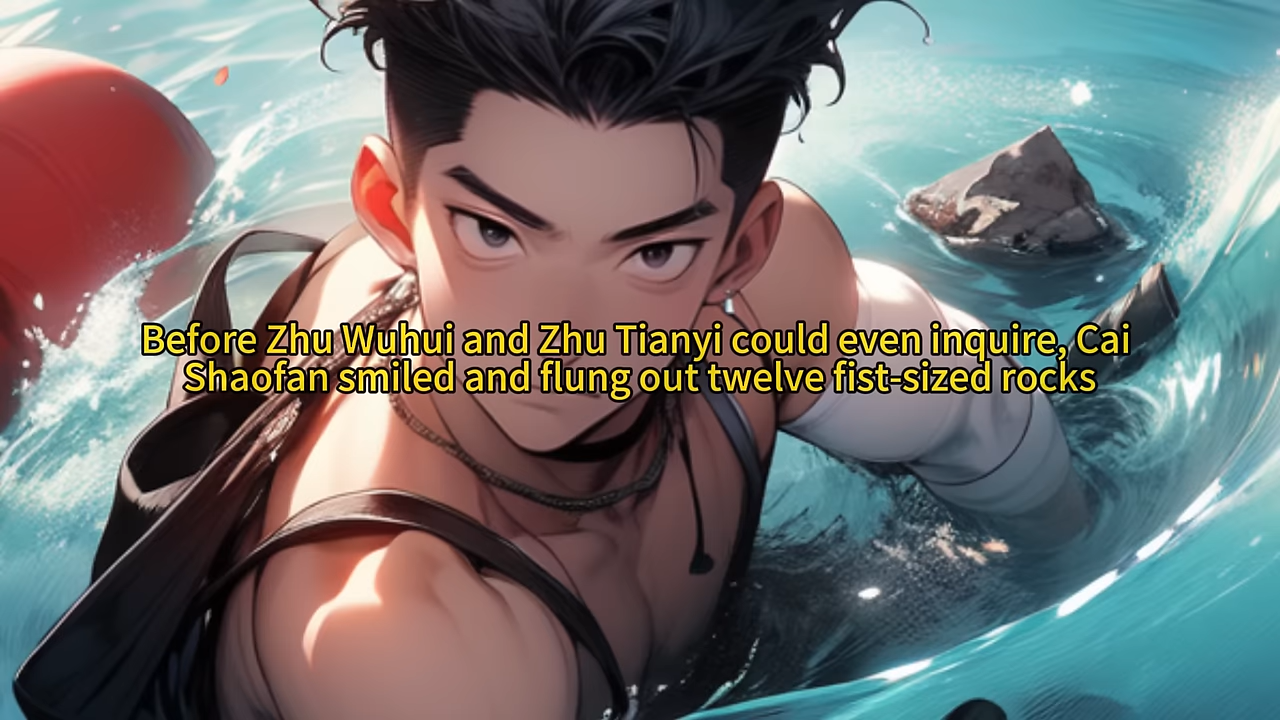 Before Zhu Wuhui and Zhu Tianyi could even inquire, Cai
Shaofan smiled and flung out twelve fist-sized rocks